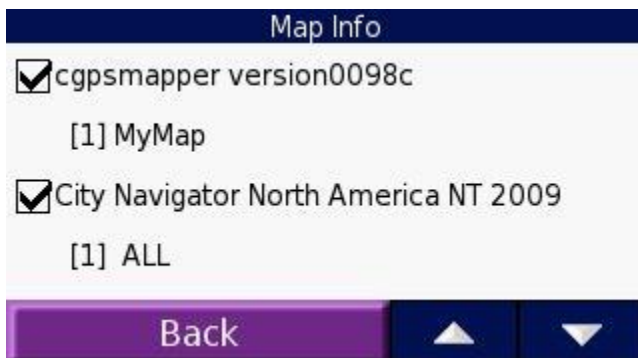 Map Info
cgpsmapper version0098c
[1] MyMap
City Navigator North America NT 2009
[1] ALL
Back